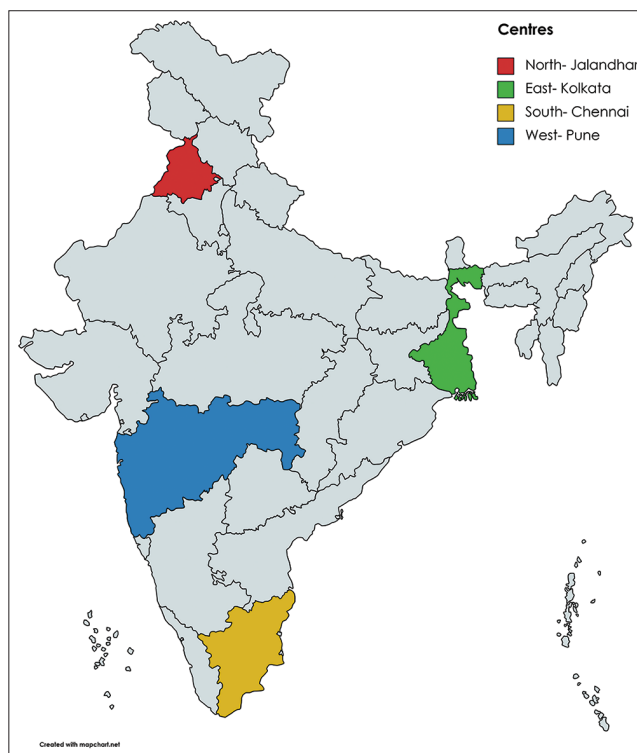 Centres
North- Jalandhar
East- Kolkata
South- Chennai
West- Pune
Created with mapchart.net